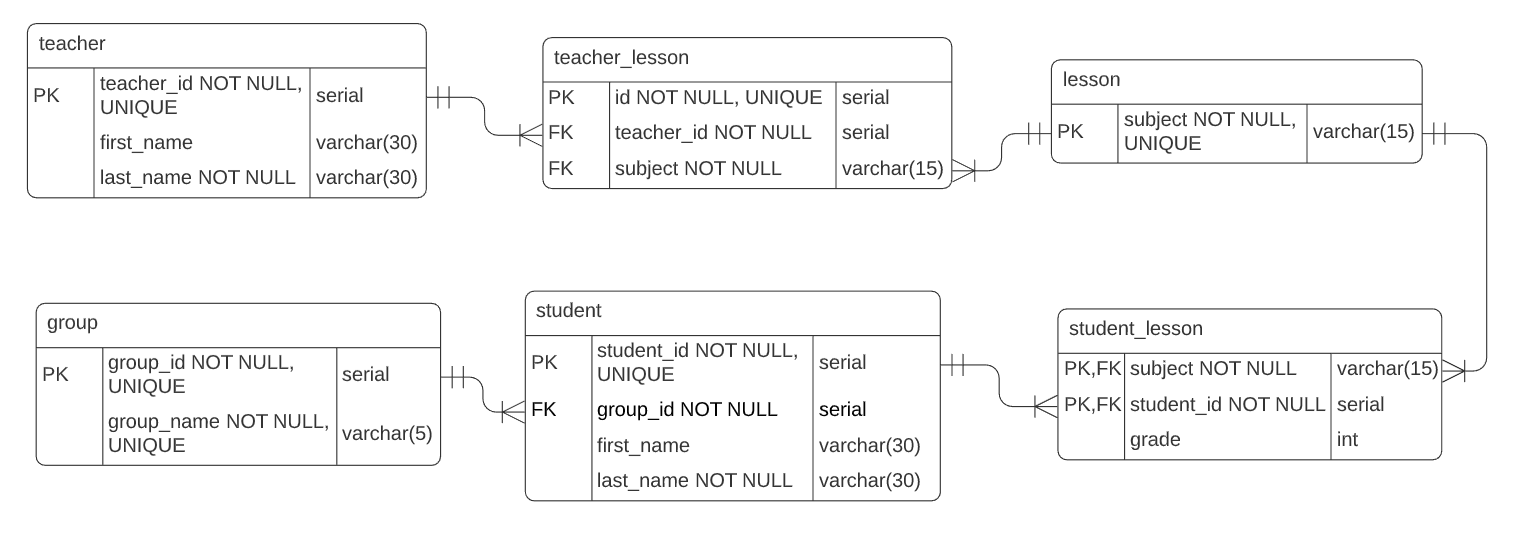 teacher
PK teacher_id NOT NULL, UNIQUE serial
first_name varchar(30)
last_name NOT NULL varchar(30)
teacher_lesson
PK id NOT NULL, UNIQUE serial
FK teacher_id NOT NULL serial
FK subject NOT NULL varchar(15)
lesson
PK subject NOT NULL, UNIQUE varchar(15)
group
PK group_id NOT NULL, UNIQUE serial
group_name NOT NULL, UNIQUE varchar(5)
student
PK student_id NOT NULL, UNIQUE serial
FK group_id NOT NULL serial
first_name varchar(30)
last_name NOT NULL varchar(30)
student_lesson
PK,FK subject NOT NULL varchar(15)
PK,FK student_id NOT NULL serial
grade int